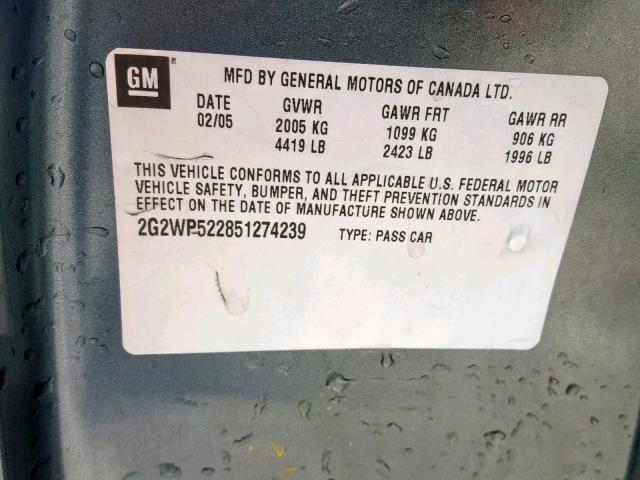 GM
MFD BY GENERAL MOTORS OF CANADA LTD.
DATE GVWR GAWR FRT GAWR RR
02/05 2005 KG 1099 KG 906 KG
4419 LB 2423 LB 1996 LB
THIS VEHICLE CONFORMS TO ALL APPLICABLE U.S. FEDERAL MOTOR
VEHICLE SAFETY, BUMPER, AND THEFT PREVENTION STANDARDS IN
EFFECT ON THE DATE OF MANUFACTURE SHOWN ABOVE.
2G2WP522851274239 TYPE: PASS CAR